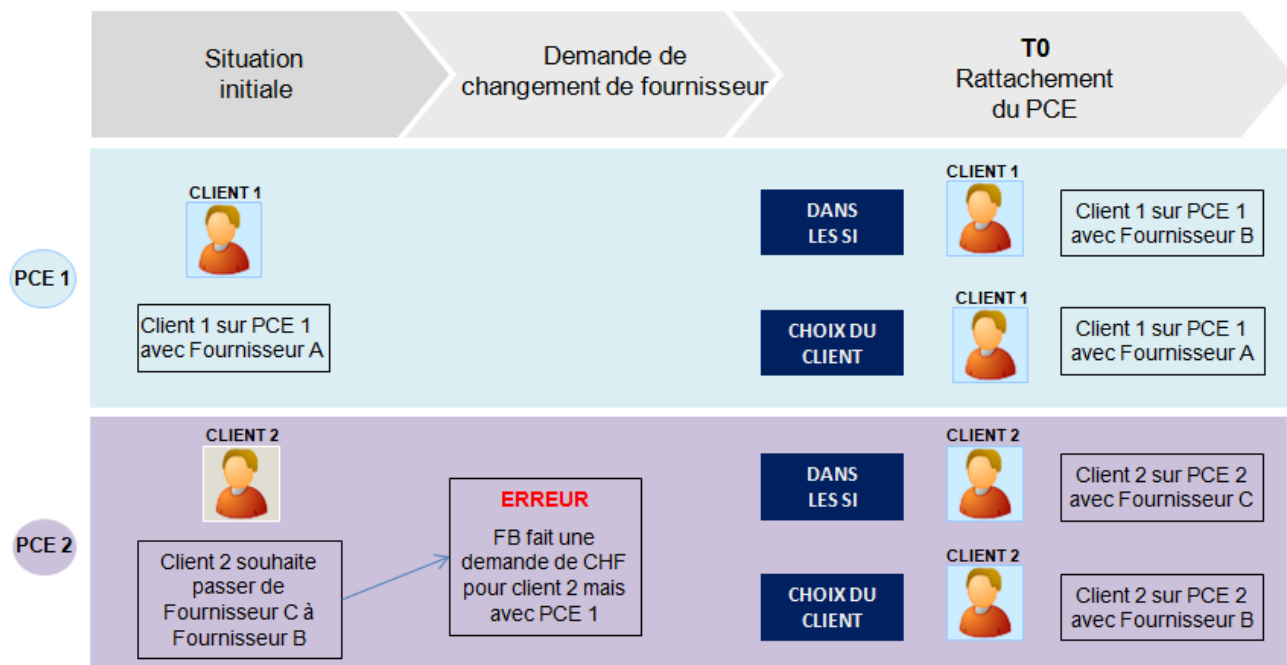 Situation
initiale
Demande de
changement de fournisseur
T0
Rattachement
du PCE
PCE 1
CLIENT 1
Client 1 sur PCE 1
avec Fournisseur A
DANS
LES SI
CLIENT 1
Client 1 sur PCE 1
avec Fournisseur B
CHOIX DU
CLIENT
CLIENT 1
Client 1 sur PCE 1
avec Fournisseur A
PCE 2
CLIENT 2
Client 2 souhaite
passer de
Fournisseur C à
Fournisseur B
ERREUR
FB fait une
demande de CHF
pour client 2 mais
avec PCE 1
DANS
LES SI
CLIENT 2
Client 2 sur PCE 2
avec Fournisseur C
CHOIX DU
CLIENT
CLIENT 2
Client 2 sur PCE 2
avec Fournisseur B